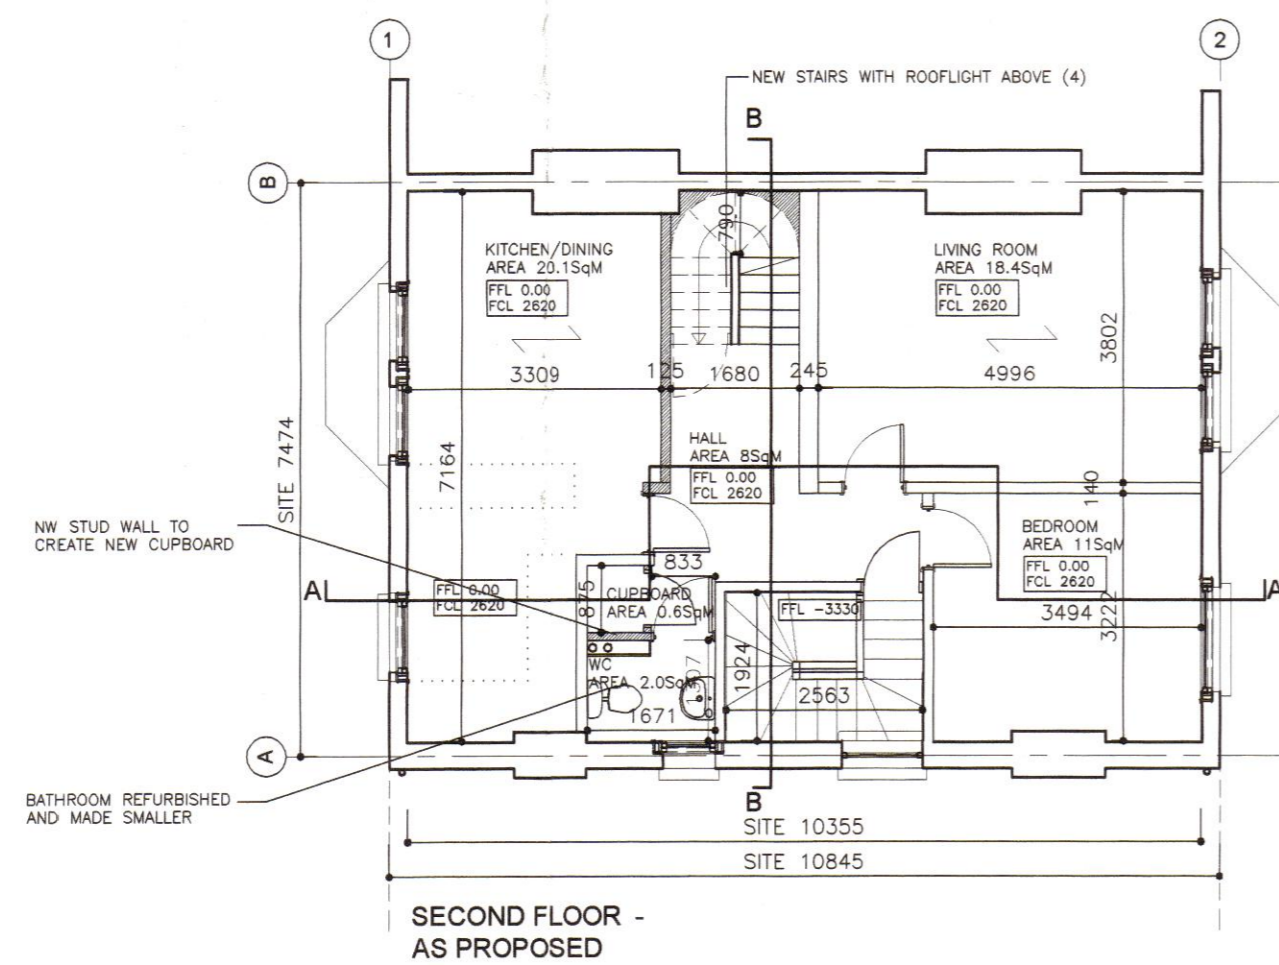 1
2
NEW STAIRS WITH ROOFLIGHT ABOVE (4)
B
B
KITCHEN/DINING
AREA 20.1SqM
FFL 0.00
FCL 2620
790
LIVING ROOM
AREA 18.4SqM
FFL 0.00
FCL 2620
3802
3309
125
1680
245
4996
SITE 7474
7164
HALL
AREA 8SqM
FFL 0.00
FCL 2620
140
NW STUD WALL TO
CREATE NEW CUPBOARD
BEDROOM
AREA 11SqM
FFL 0.00
FCL 2620
833
A
FFL 0.00
FCL 2620
875
CUPBOARD
AREA 0.6SqM
FFL -3330
A
3494
3222
WC
AREA 2.0SqM
1307
1924
1671
2563
A
BATHROOM REFURBISHED
AND MADE SMALLER
B
SITE 10355
SITE 10845
SECOND FLOOR -
AS PROPOSED